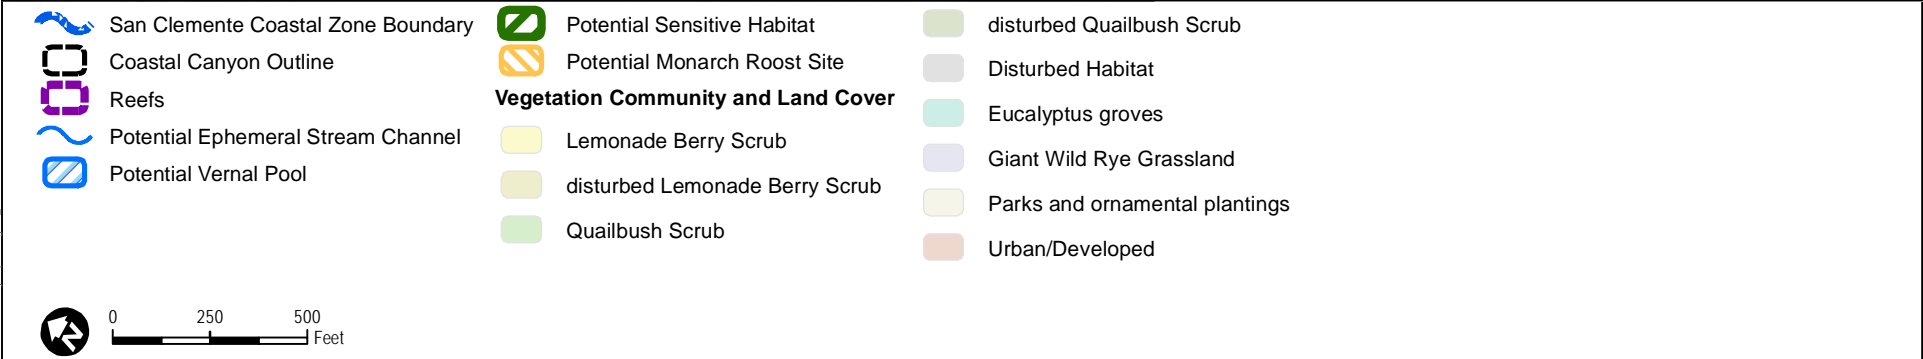 San Clemente Coastal Zone Boundary
Coastal Canyon Outline
Reefs
Potential Ephemeral Stream Channel
Potential Vernal Pool
Potential Sensitive Habitat
Potential Monarch Roost Site
Vegetation Community and Land Cover
Lemonade Berry Scrub
disturbed Lemonade Berry Scrub
Quailbush Scrub
disturbed Quailbush Scrub
Disturbed Habitat
Eucalyptus groves
Giant Wild Rye Grassland
Parks and ornamental plantings
Urban/Developed
0 250 500
Feet